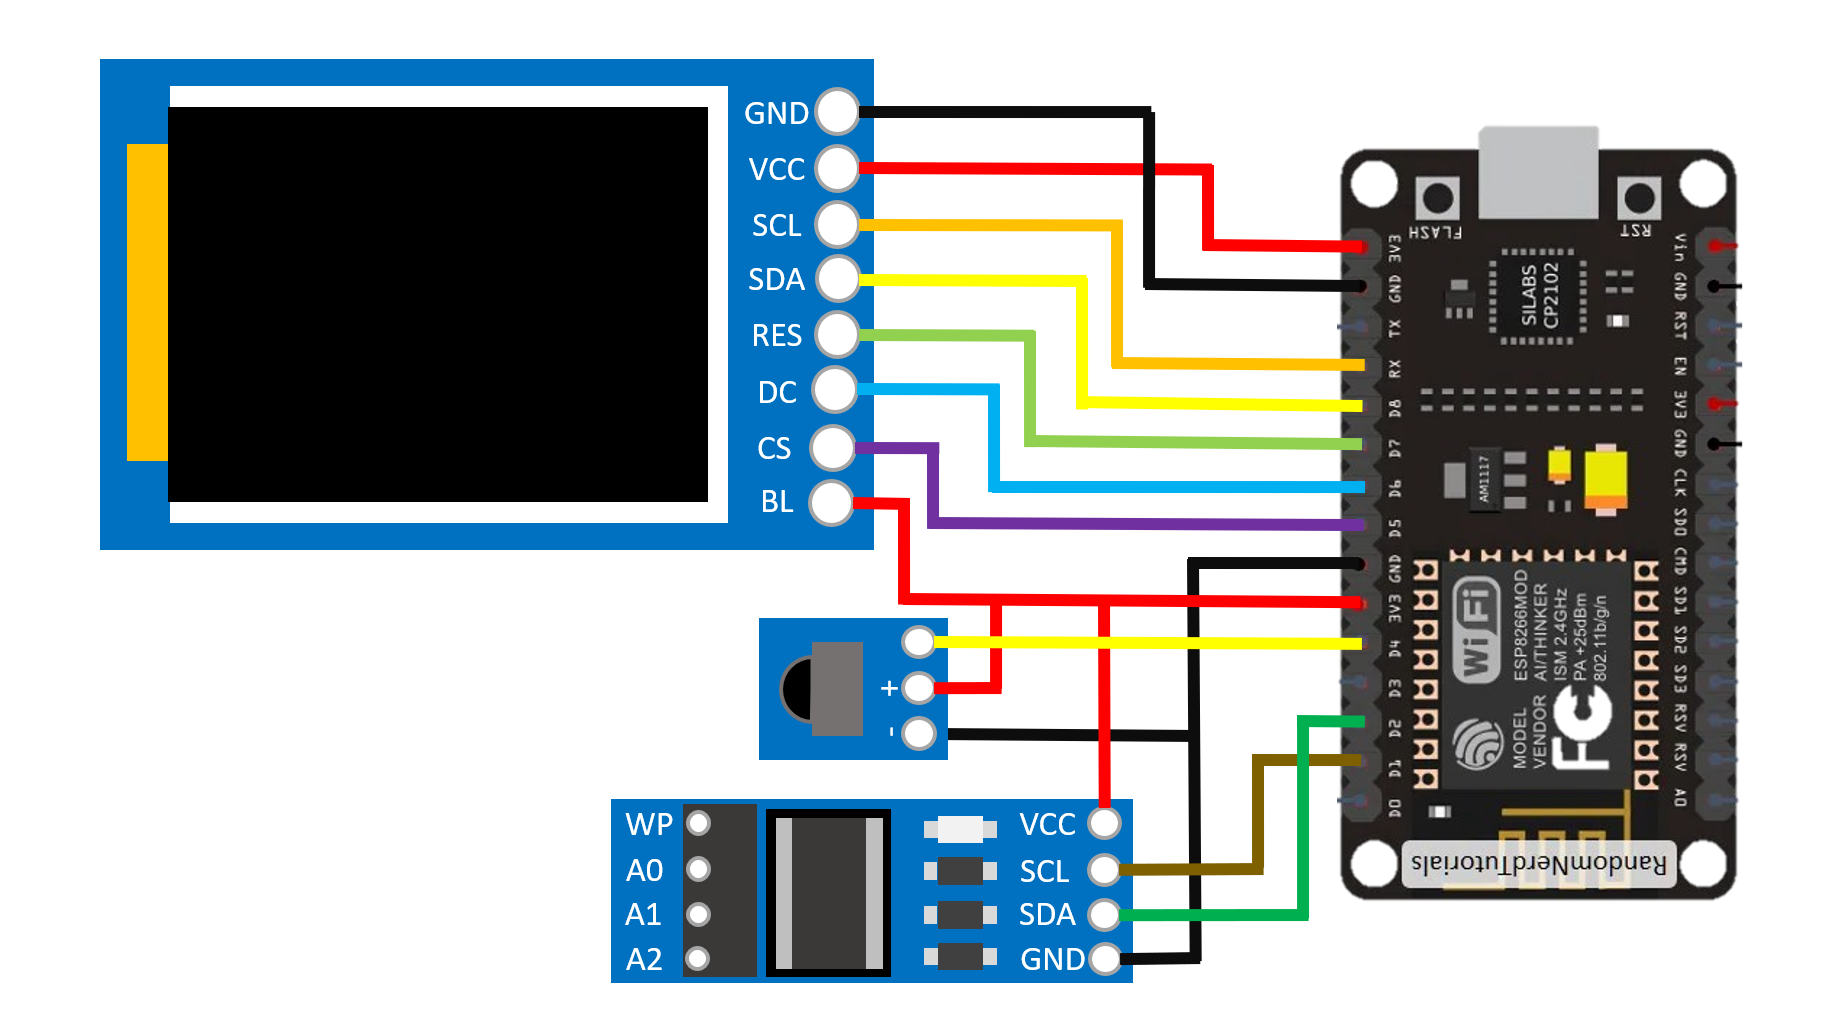 GND
VCC
SCL
SDA
RES
DC
CS
BL
+
-
WP
A0
A1
A2
VCC
SCL
SDA
GND
FLASH
RST
3V3
GND
TX
RX
D8
D7
D6
D5
GND
3V3
D4
D3
D2
D1
D0
SILABS
CP2102
AM1117
Vin
GND
RST
EN
3V3
GND
CLK
SD0
CMD
SD1
SD2
SD3
RSV
RSV
A0
WiFi
MODEL ESP8266MOD
VENDOR AI/THINKER
ISM 2.4GHz
PA +25dBm
802.11b/g/n
FC
RandomNerdTutorials